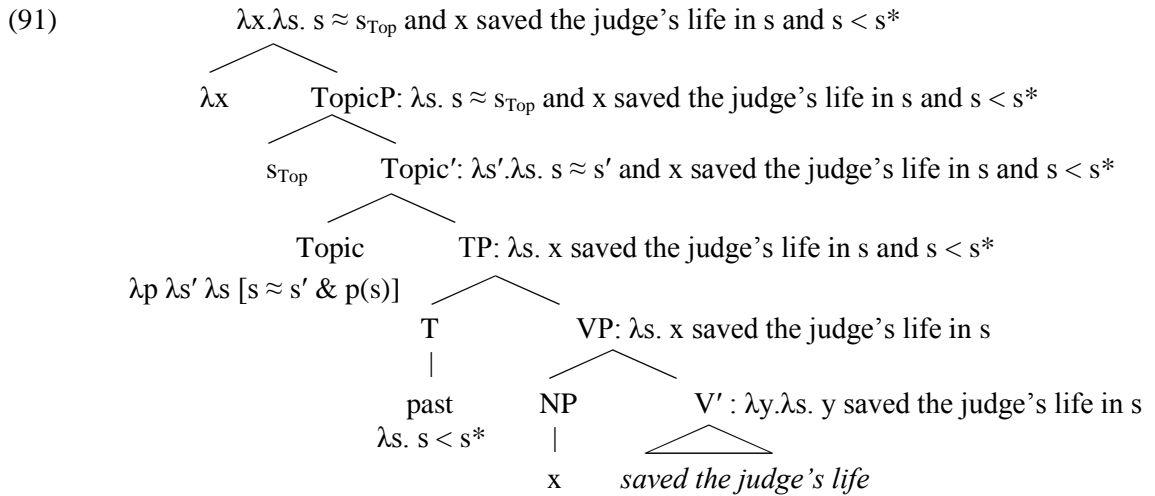 (91) λx.λs. s ≈ s_Top and x saved the judge’s life in s and s < s*
λx TopicP: λs. s ≈ s_Top and x saved the judge’s life in s and s < s*
s_Top Topic′: λs′.λs. s ≈ s′ and x saved the judge’s life in s and s < s*
Topic TP: λs. x saved the judge’s life in s and s < s*
λp λs′ λs [s ≈ s′ & p(s)]
T VP: λs. x saved the judge’s life in s
|
past NP V′ : λy.λs. y saved the judge’s life in s
λs. s < s* |
x saved the judge’s life